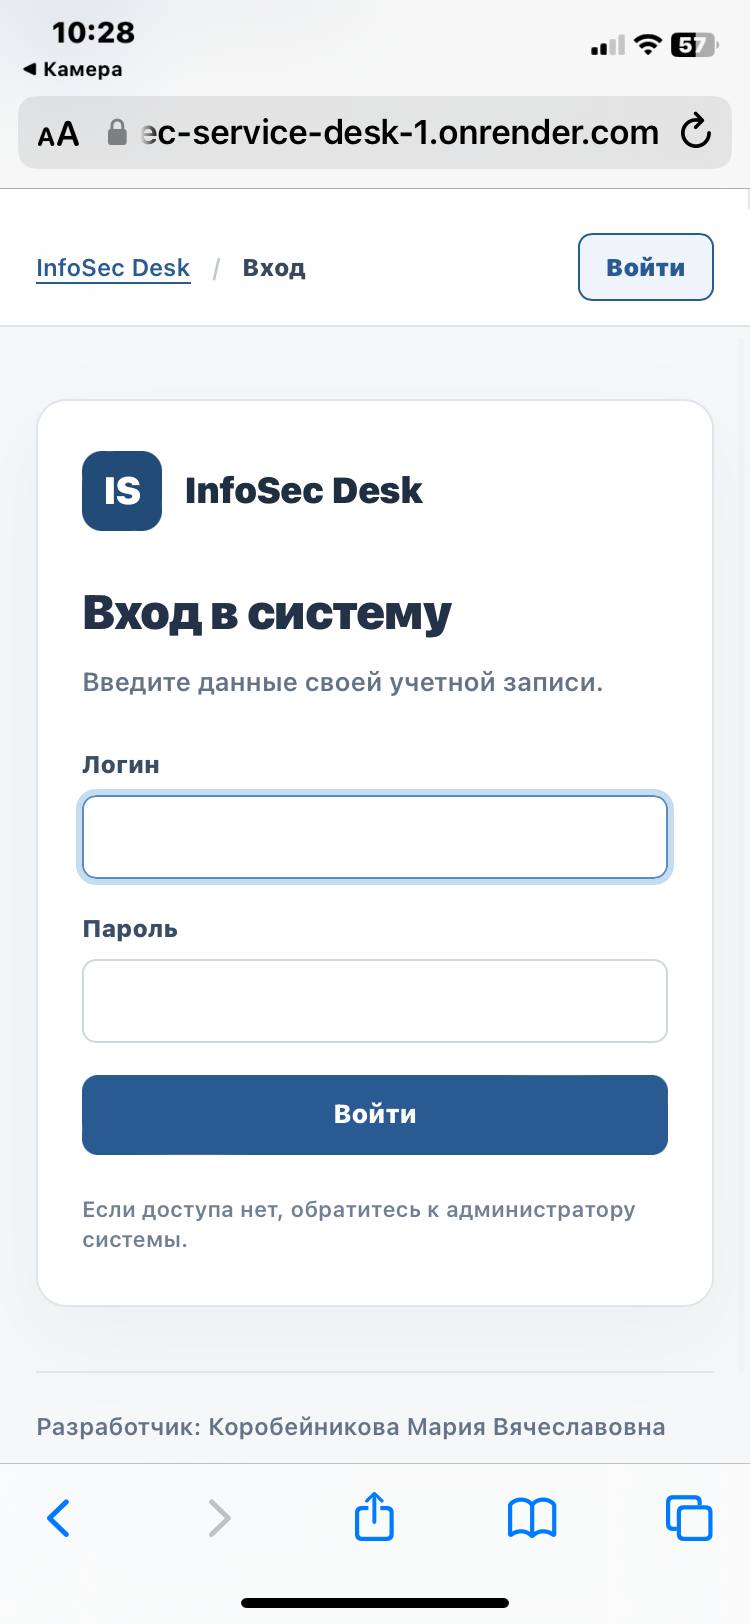 10:28
57
◀ Камера
AA ec-service-desk-1.onrender.com
InfoSec Desk / Вход
Войти
IS InfoSec Desk
Вход в систему
Введите данные своей учетной записи.
Логин
Пароль
Войти
Если доступа нет, обратитесь к администратору
системы.
Разработчик: Коробейникова Мария Вячеславовна